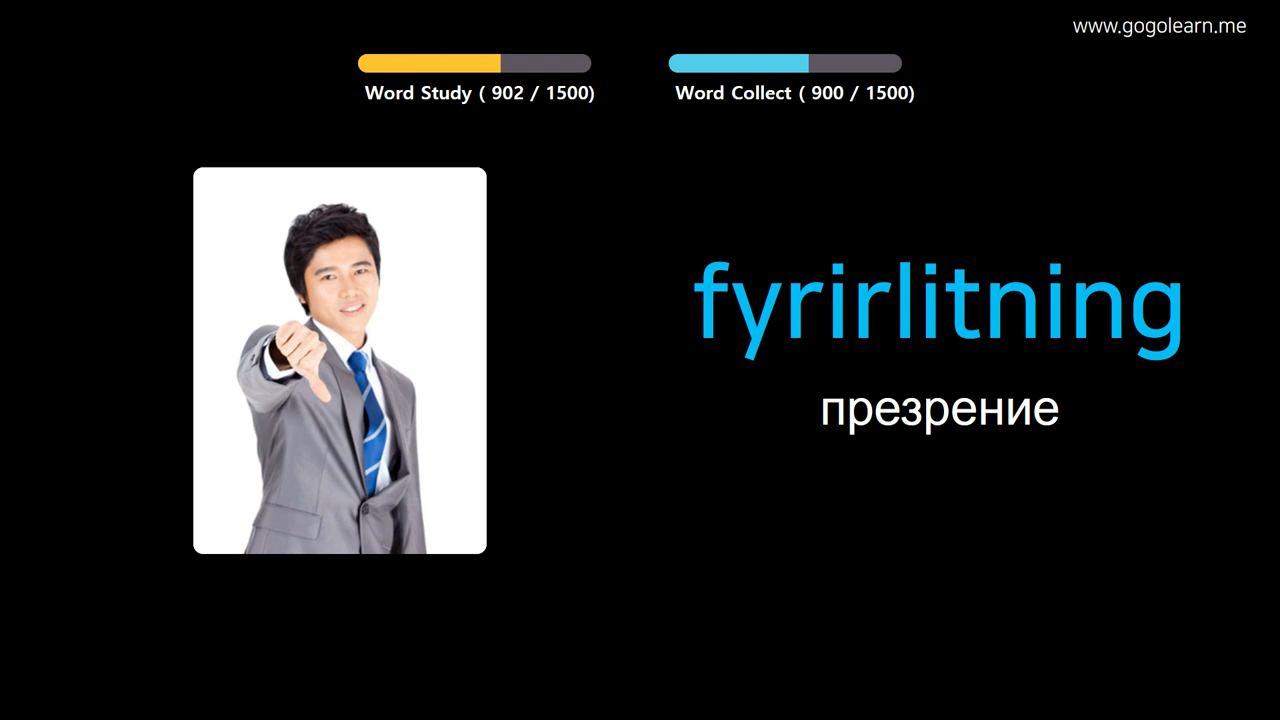 www.gogolearn.me
Word Study ( 902 / 1500)
Word Collect ( 900 / 1500)
fyrirlitning
презрение